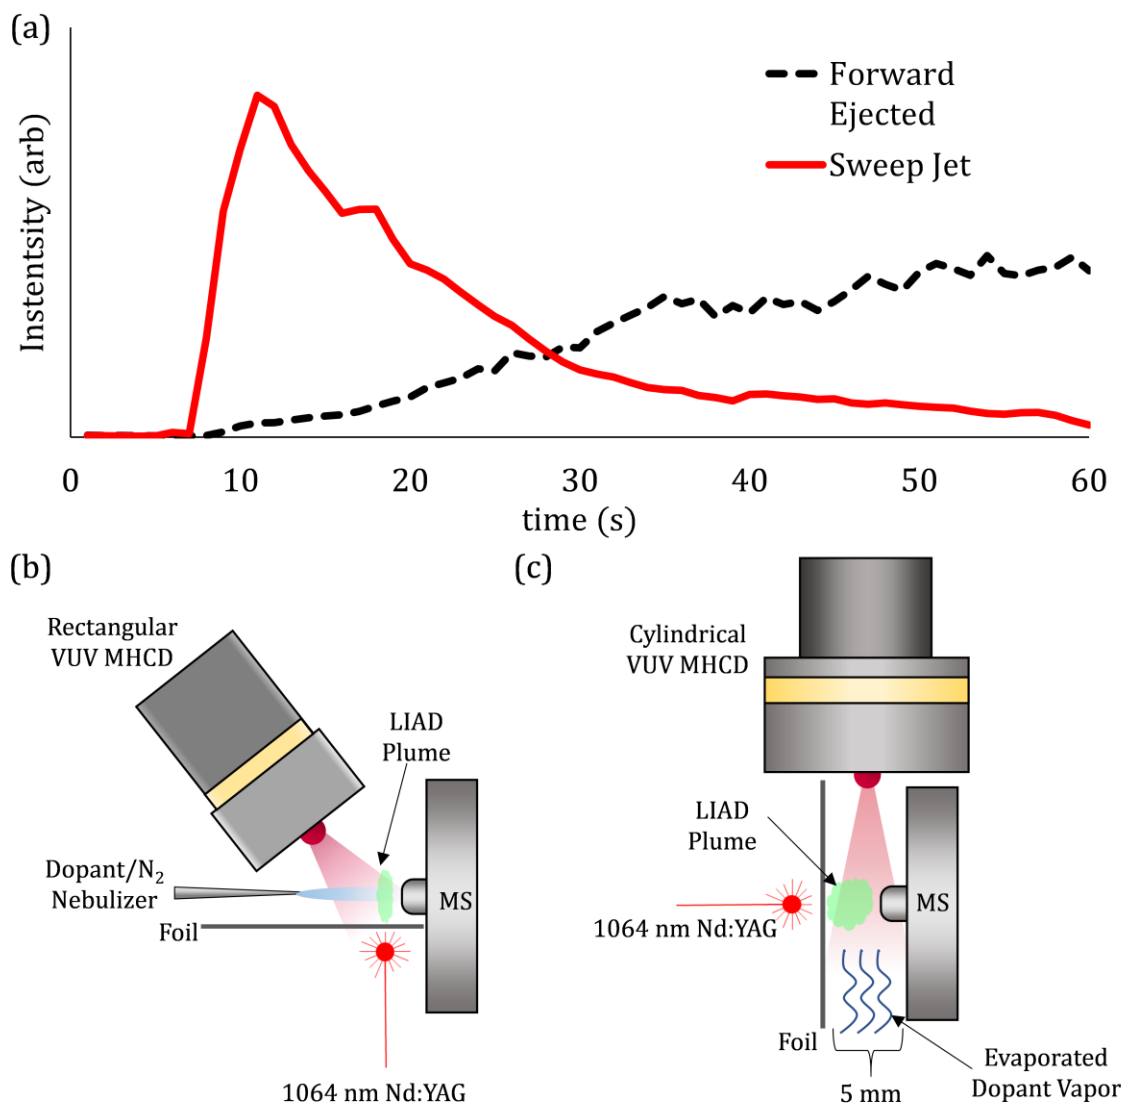 (a)
Instentsity (arb)
Forward
Ejected
Sweep Jet
0 10 20 30 40 50 60
time (s)
(b)
Rectangular
VUV MHCD
LIAD
Plume
Dopant/N₂
Nebulizer
MS
Foil
1064 nm Nd:YAG
(c)
Cylindrical
VUV MHCD
LIAD
Plume
MS
1064 nm Nd:YAG
Foil
Evaporated
Dopant Vapor
5 mm